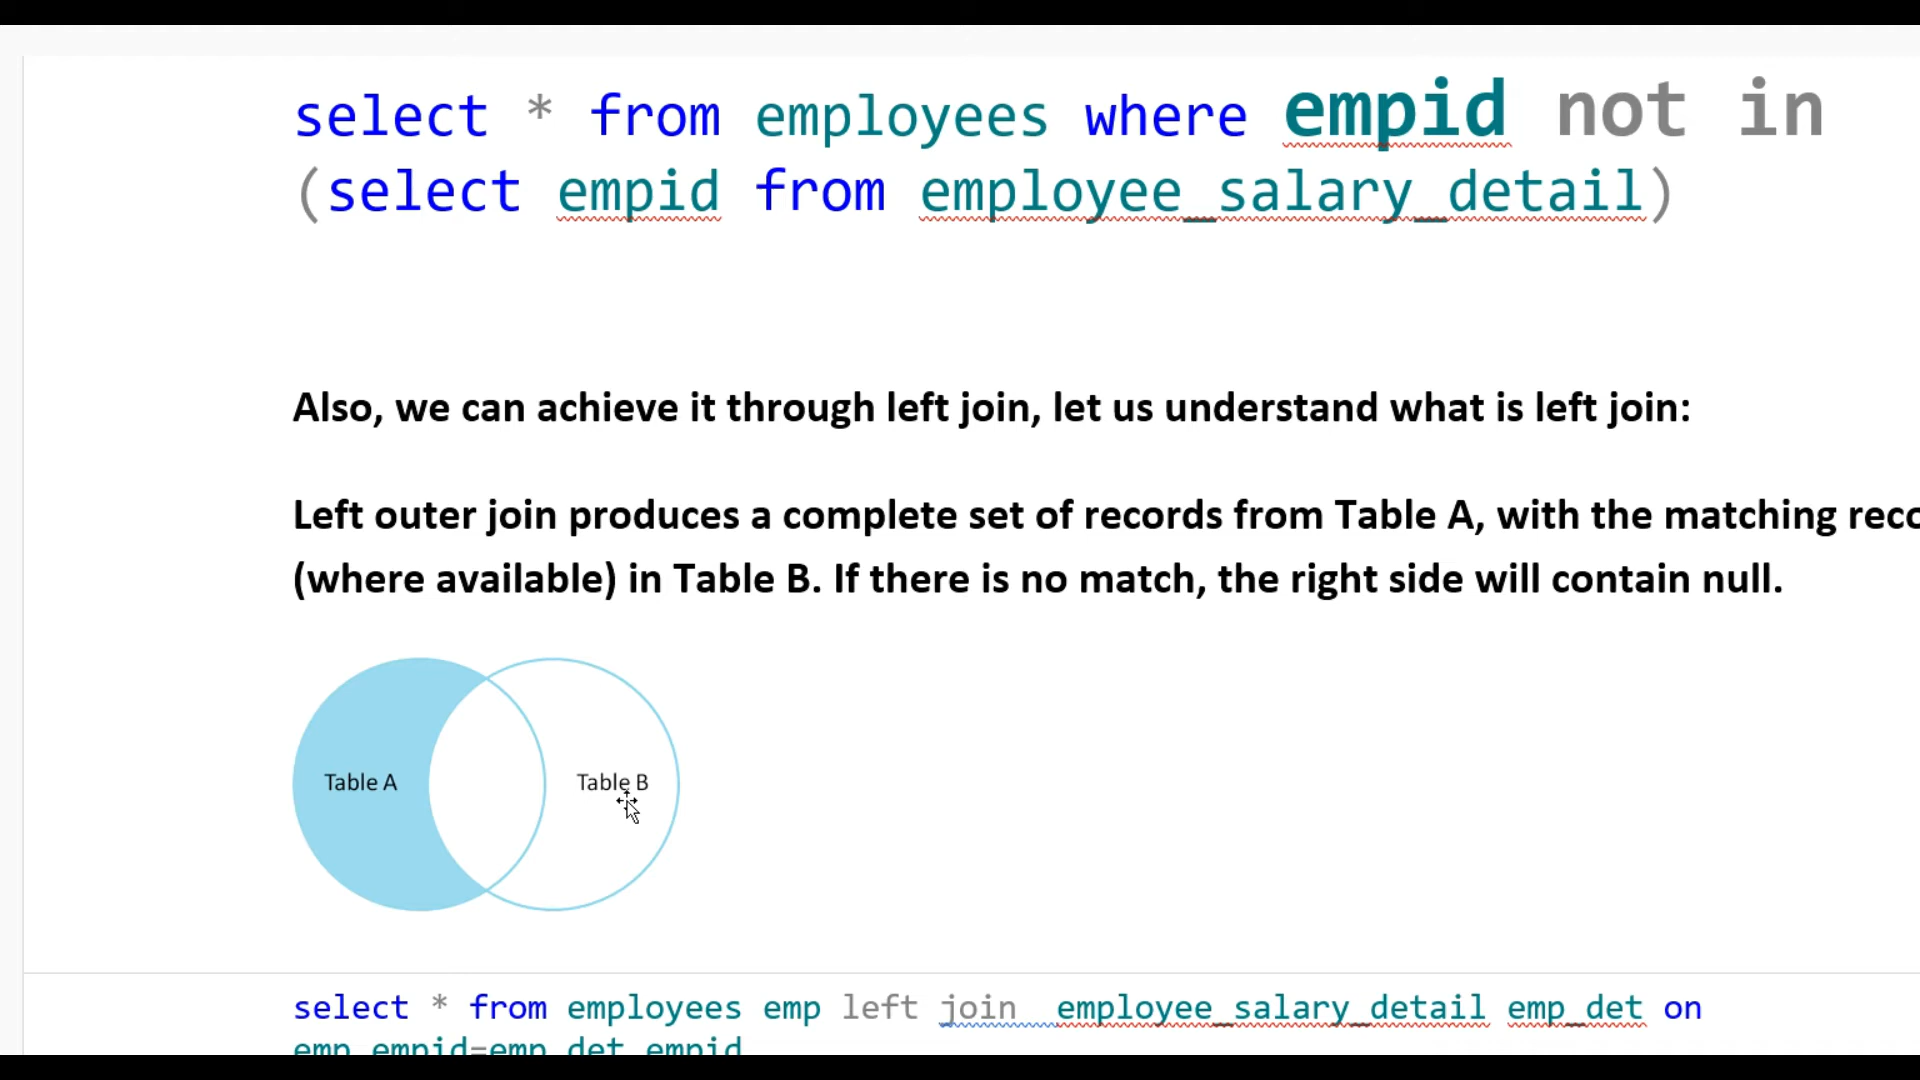 select * from employees where empid not in
(select empid from employee_salary_detail)
Also, we can achieve it through left join, let us understand what is left join:
Left outer join produces a complete set of records from Table A, with the matching
(where available) in Table B. If there is no match, the right side will contain null.
Table A
Table B
select * from employees emp left join employee_salary_detail emp_det on
emp empid=emp_det empid